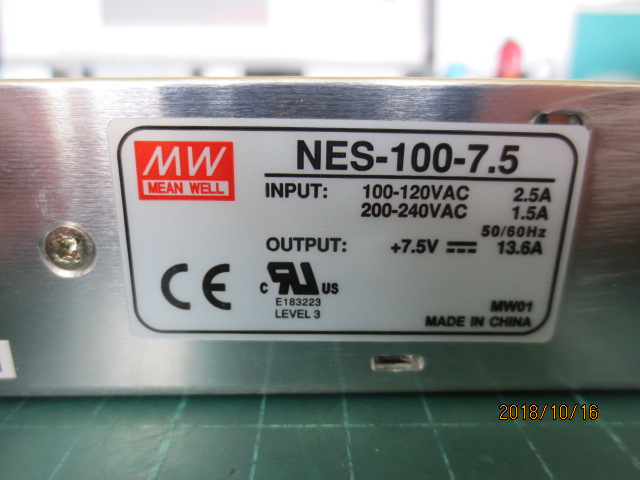 MW
MEAN WELL
NES-100-7.5
INPUT: 100-120VAC 2.5A
200-240VAC 1.5A
50/60Hz
OUTPUT: +7.5V 13.6A
CE
c RU US
E183223
LEVEL 3
MW01
MADE IN CHINA
2018/10/16